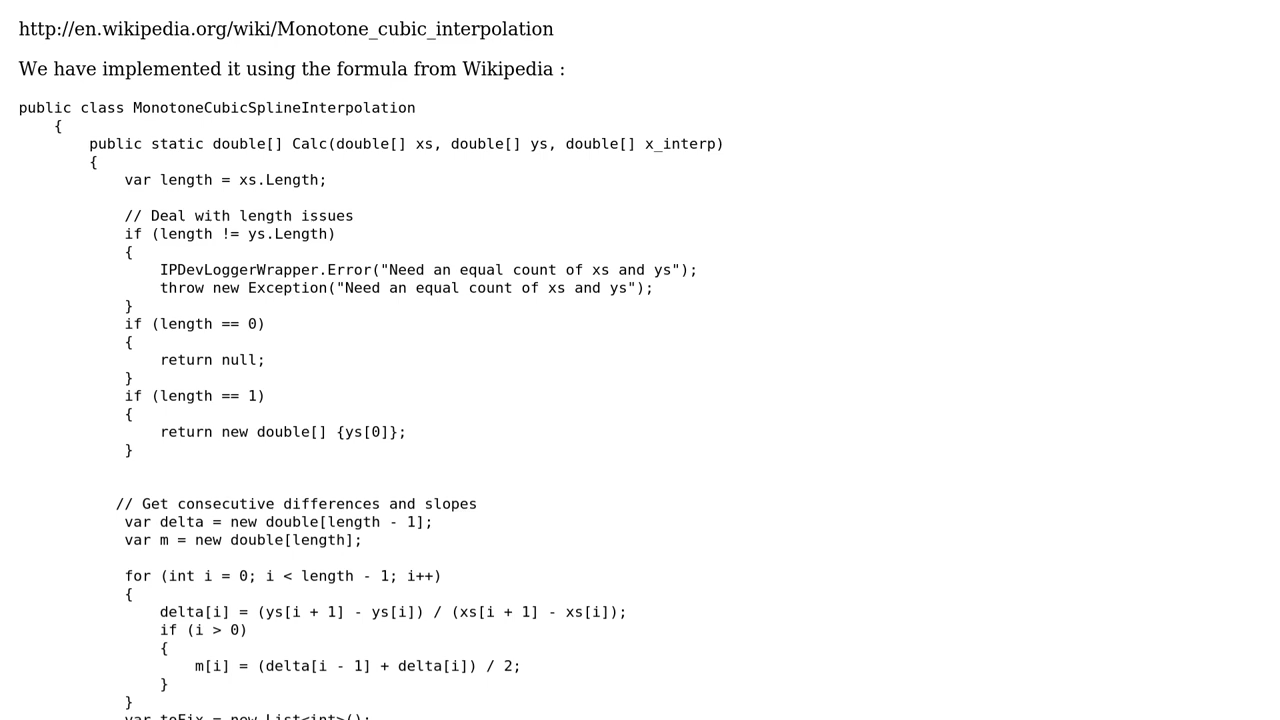 http://en.wikipedia.org/wiki/Monotone_cubic_interpolation
We have implemented it using the formula from Wikipedia :
public class MonotoneCubicSplineInterpolation
{
public static double[] Calc(double[] xs, double[] ys, double[] x_interp)
{
var length = xs.Length;
// Deal with length issues
if (length != ys.Length)
{
IPDevLoggerWrapper.Error("Need an equal count of xs and ys");
throw new Exception("Need an equal count of xs and ys");
}
if (length == 0)
{
return null;
}
if (length == 1)
{
return new double[] {ys[0]};
}
// Get consecutive differences and slopes
var delta = new double[length - 1];
var m = new double[length];
for (int i = 0; i < length - 1; i++)
{
delta[i] = (ys[i + 1] - ys[i]) / (xs[i + 1] - xs[i]);
if (i > 0)
{
m[i] = (delta[i - 1] + delta[i]) / 2;
}
}
var toFix = new List<int>();